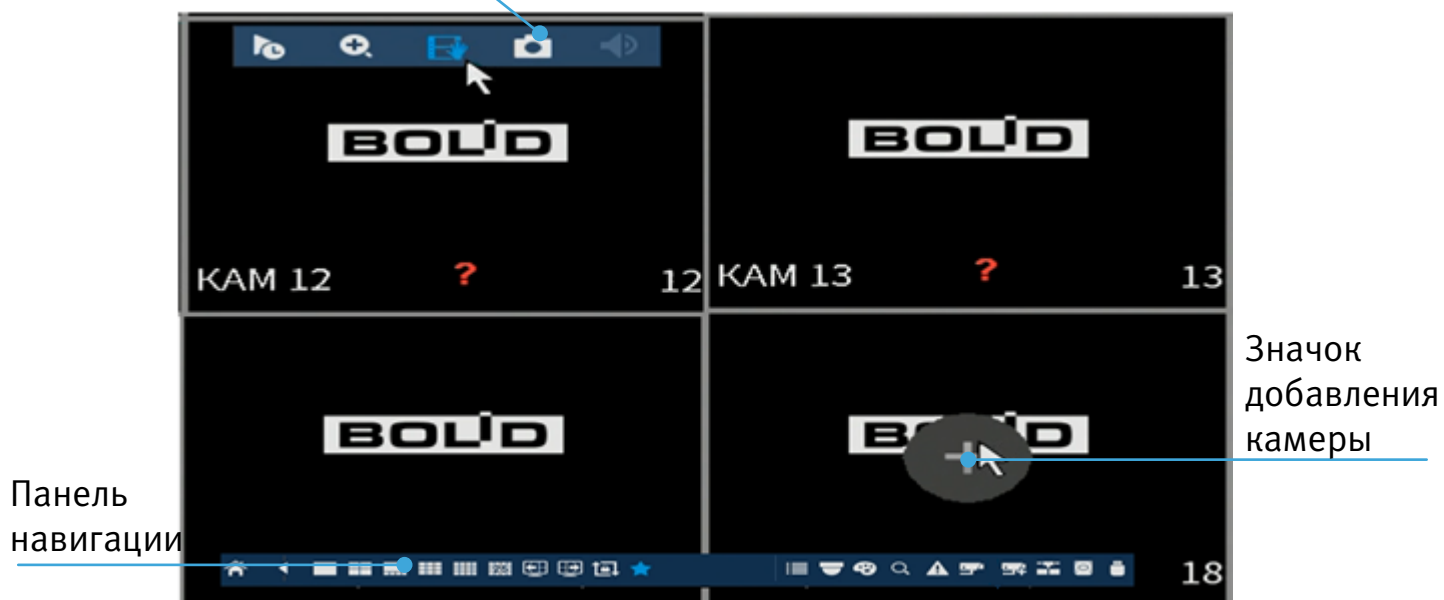 BOLID
BOLID
КАМ 12
?
12
КАМ 13
?
13
Значок
добавления
камеры
BOLID
Панель
навигации
18